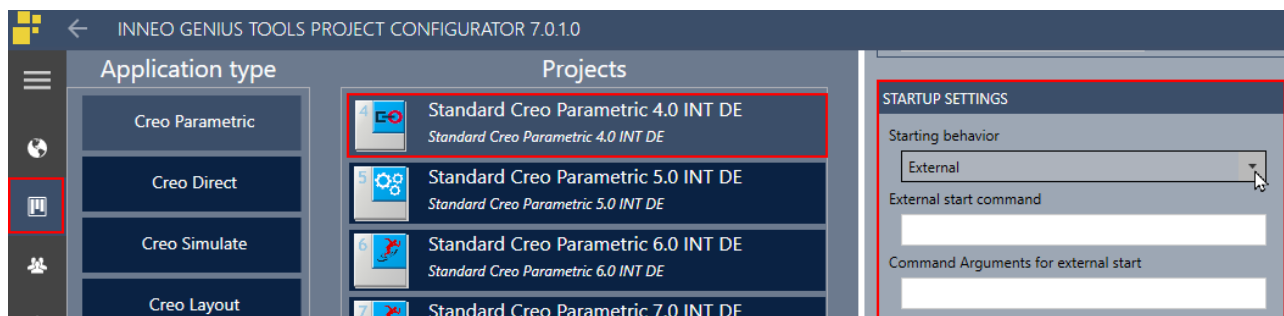 INNEO GENIUS TOOLS PROJECT CONFIGURATOR 7.0.1.0
Application type
Creo Parametric
Creo Direct
Creo Simulate
Creo Layout
Projects
4
Standard Creo Parametric 4.0 INT DE
Standard Creo Parametric 4.0 INT DE
5
Standard Creo Parametric 5.0 INT DE
Standard Creo Parametric 5.0 INT DE
6
Standard Creo Parametric 6.0 INT DE
Standard Creo Parametric 6.0 INT DE
7
Standard Creo Parametric 7.0 INT DE
STARTUP SETTINGS
Starting behavior
External
External start command
Command Arguments for external start